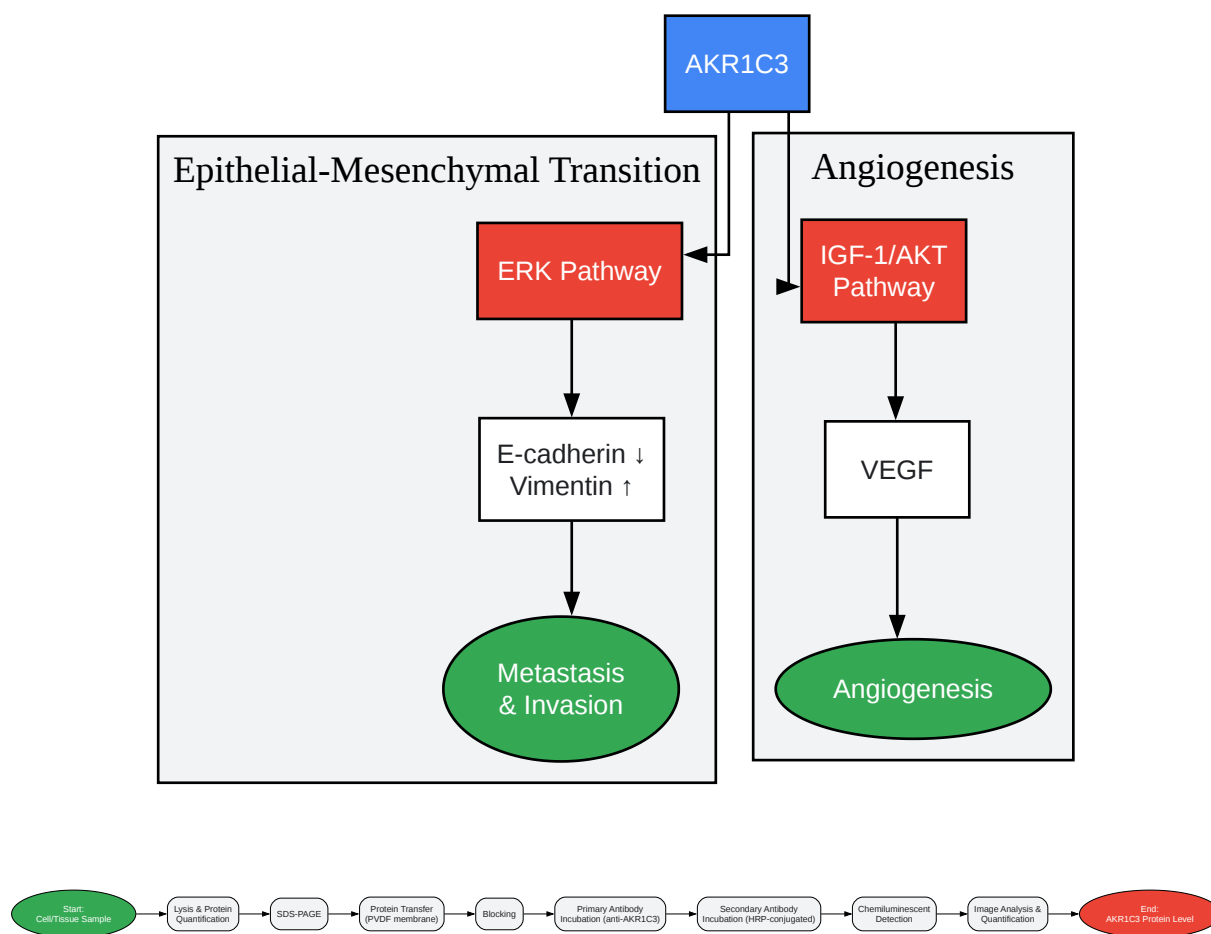 AKR1C3
Epithelial-Mesenchymal Transition
Angiogenesis
ERK Pathway
IGF-1/AKT
Pathway
E-cadherin ↓
Vimentin ↑
VEGF
Metastasis
& Invasion
Angiogenesis
Start:
Cell/Tissue Sample
Lysis & Protein
Quantification
SDS-PAGE
Protein Transfer
(PVDF membrane)
Blocking
Primary Antibody
Incubation (anti-AKR1C3)
Secondary Antibody
Incubation (HRP-conjugated)
Chemiluminescent
Detection
Image Analysis &
Quantification
End:
AKR1C3 Protein Level